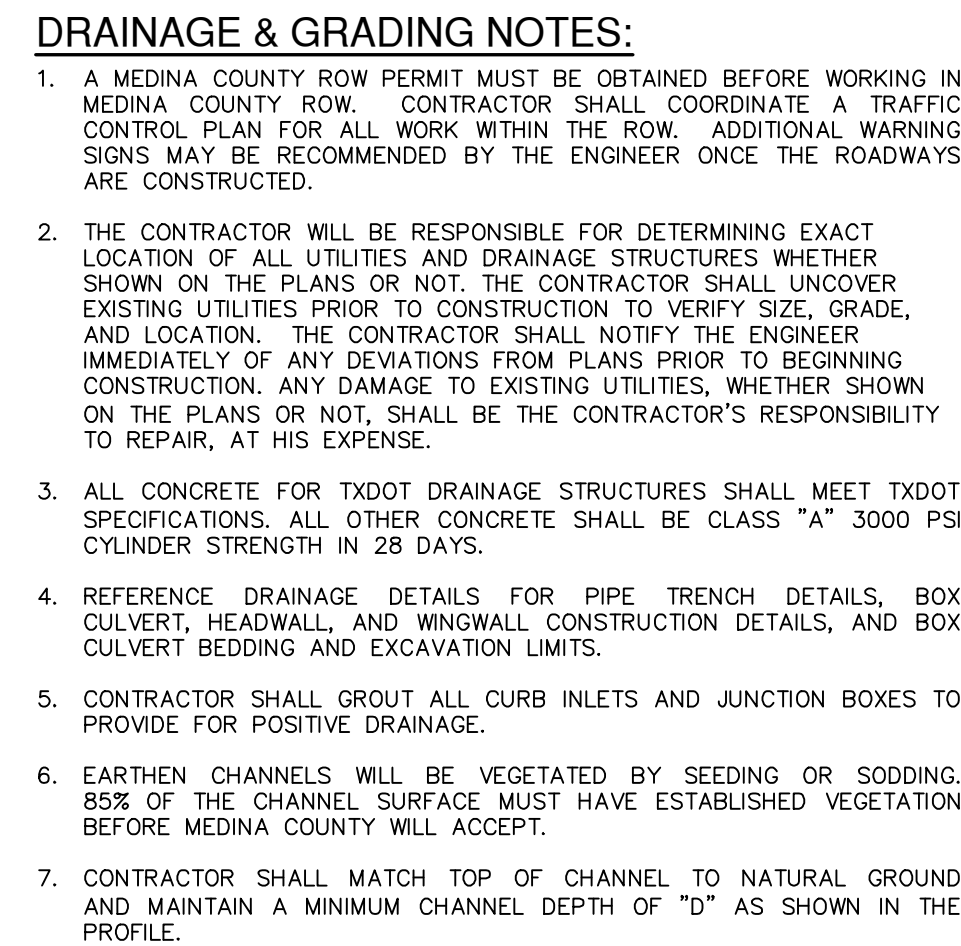 DRAINAGE & GRADING NOTES:
1. A MEDINA COUNTY ROW PERMIT MUST BE OBTAINED BEFORE WORKING IN
MEDINA COUNTY ROW. CONTRACTOR SHALL COORDINATE A TRAFFIC
CONTROL PLAN FOR ALL WORK WITHIN THE ROW. ADDITIONAL WARNING
SIGNS MAY BE RECOMMENDED BY THE ENGINEER ONCE THE ROADWAYS
ARE CONSTRUCTED.
2. THE CONTRACTOR WILL BE RESPONSIBLE FOR DETERMINING EXACT
LOCATION OF ALL UTILITIES AND DRAINAGE STRUCTURES WHETHER
SHOWN ON THE PLANS OR NOT. THE CONTRACTOR SHALL UNCOVER
EXISTING UTILITIES PRIOR TO CONSTRUCTION TO VERIFY SIZE, GRADE,
AND LOCATION. THE CONTRACTOR SHALL NOTIFY THE ENGINEER
IMMEDIATELY OF ANY DEVIATIONS FROM PLANS PRIOR TO BEGINNING
CONSTRUCTION. ANY DAMAGE TO EXISTING UTILITIES, WHETHER SHOWN
ON THE PLANS OR NOT, SHALL BE THE CONTRACTOR'S RESPONSIBILITY
TO REPAIR, AT HIS EXPENSE.
3. ALL CONCRETE FOR TXDOT DRAINAGE STRUCTURES SHALL MEET TXDOT
SPECIFICATIONS. ALL OTHER CONCRETE SHALL BE CLASS "A" 3000 PSI
CYLINDER STRENGTH IN 28 DAYS.
4. REFERENCE DRAINAGE DETAILS FOR PIPE TRENCH DETAILS, BOX
CULVERT, HEADWALL, AND WINGWALL CONSTRUCTION DETAILS, AND BOX
CULVERT BEDDING AND EXCAVATION LIMITS.
5. CONTRACTOR SHALL GROUT ALL CURB INLETS AND JUNCTION BOXES TO
PROVIDE FOR POSITIVE DRAINAGE.
6. EARTHEN CHANNELS WILL BE VEGETATED BY SEEDING OR SODDING.
85% OF THE CHANNEL SURFACE MUST HAVE ESTABLISHED VEGETATION
BEFORE MEDINA COUNTY WILL ACCEPT.
7. CONTRACTOR SHALL MATCH TOP OF CHANNEL TO NATURAL GROUND
AND MAINTAIN A MINIMUM CHANNEL DEPTH OF "D" AS SHOWN IN THE
PROFILE.